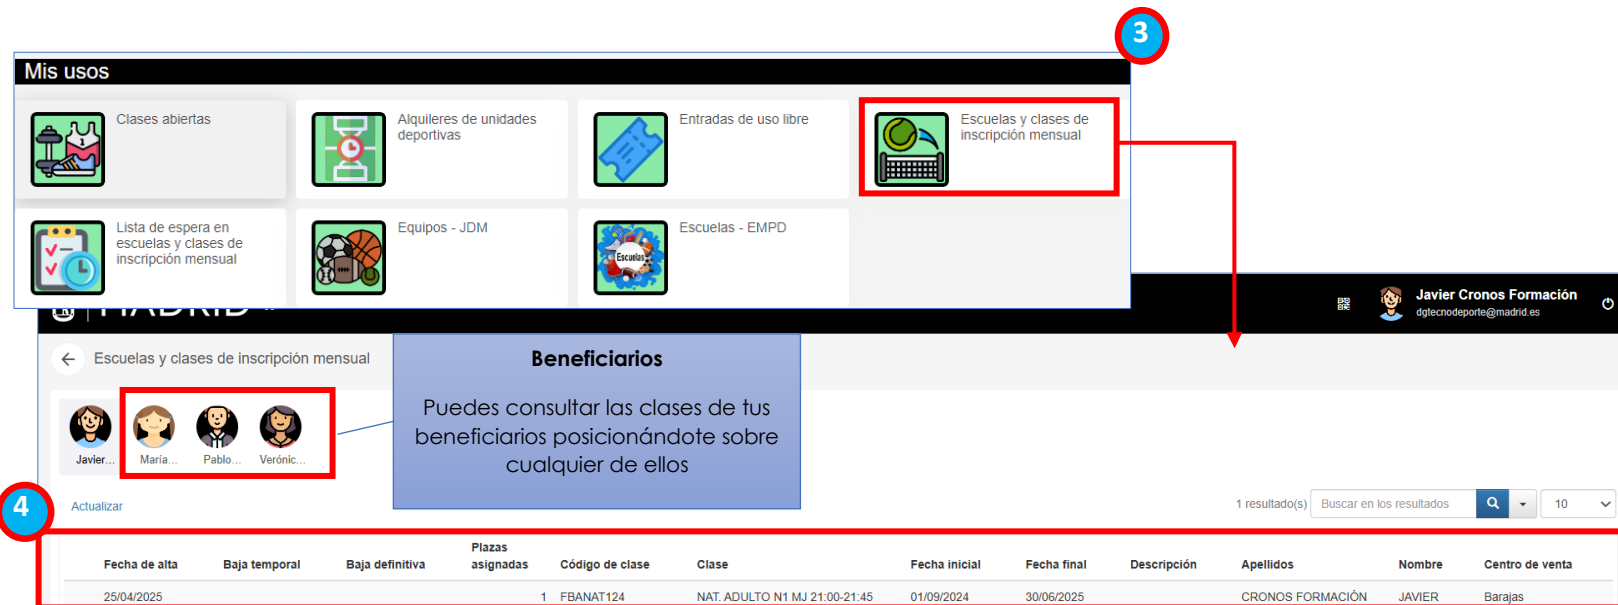 3
Mis usos
Clases abiertas
Alquileres de unidades
deportivas
Entradas de uso libre
Escuelas y clases de
inscripción mensual
Lista de espera en
escuelas y clases de
inscripción mensual
Equipos - JDM
Escuelas - EMPD
Escuelas
MADRID
Javier Cronos Formación
dgtecnodeporte@madrid.es
Escuelas y clases de inscripción mensual
Beneficiarios
Puedes consultar las clases de tus
beneficiarios posicionándote sobre
cualquier de ellos
Javier... María... Pablo... Verónic...
4
Actualizar
1 resultado(s) Buscar en los resultados 10
Fecha de alta Baja temporal Baja definitiva Plazas asignadas Código de clase Clase Fecha inicial Fecha final Descripción Apellidos Nombre Centro de venta
25/04/2025 1 FBANAT124 NAT. ADULTO N1 MJ 21:00-21:45 01/09/2024 30/06/2025 CRONOS FORMACIÓN JAVIER Barajas